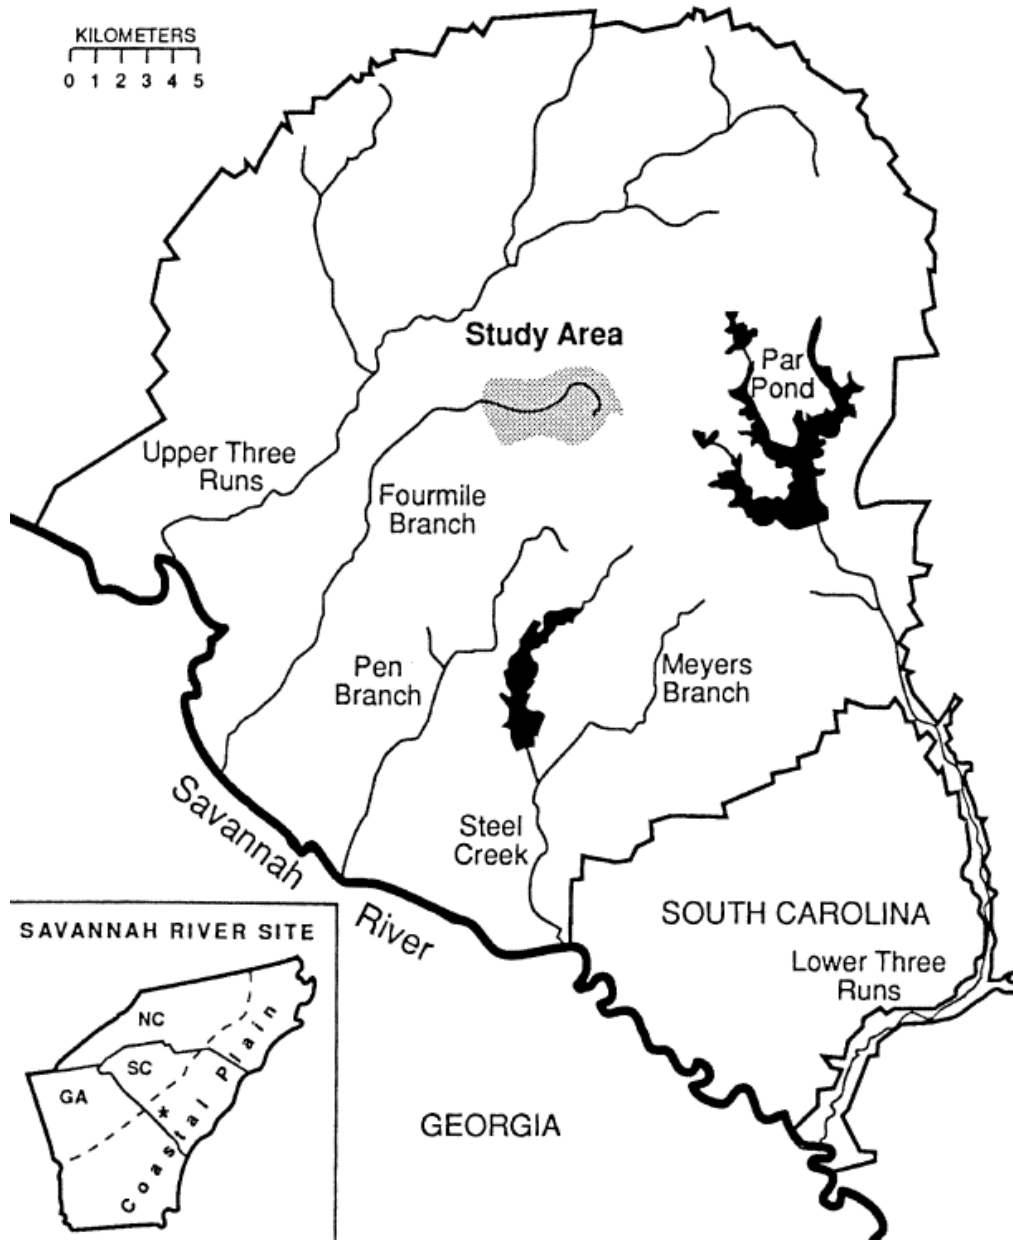 KILOMETERS
0 1 2 3 4 5
Study Area
Par
Pond
Upper Three
Runs
Fourmile
Branch
Pen
Branch
Meyers
Branch
Savannah
River
Steel
Creek
SOUTH CAROLINA
Lower Three
Runs
GEORGIA
SAVANNAH RIVER SITE
NC
SC
GA
*
Coastal Plain